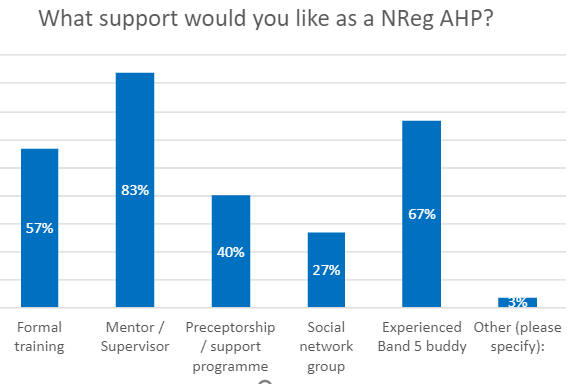 What support would you like as a NReg AHP?
57%
83%
40%
27%
67%
3%
Formal
training
Mentor /
Supervisor
Preceptorship
/ support
programme
Social
network
group
Experienced
Band 5 buddy
Other (please
specify):